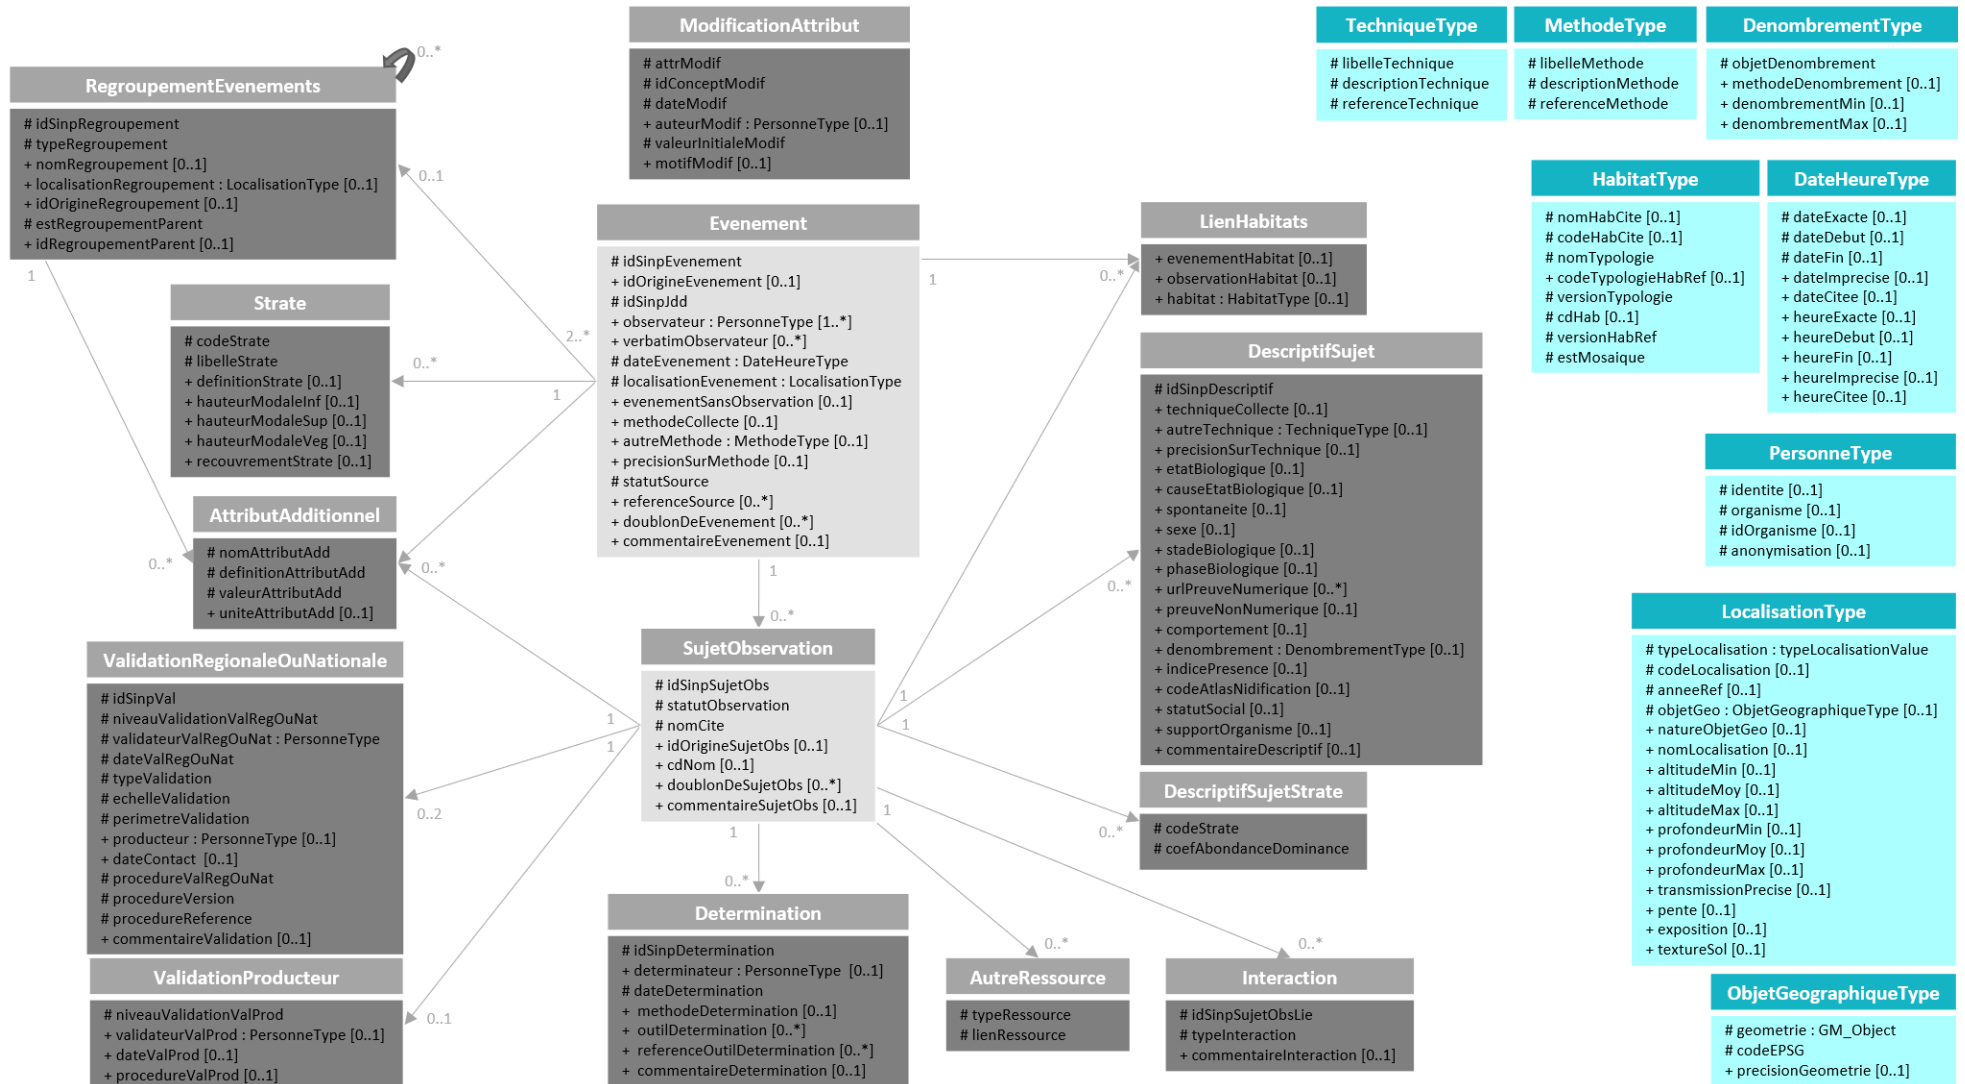 ModificationAttribut
# attrModif
# idConceptModif
# dateModif
+ auteurModif : PersonneType [0..1]
# valeurInitialeModif
+ motifModif [0..1]
TechniqueType
# libelleTechnique
# descriptionTechnique
# referenceTechnique
MethodeType
# libelleMethode
# descriptionMethode
# referenceMethode
DenombrementType
# objetDenombrement
+ methodeDenombrement [0..1]
+ denombrementMin [0..1]
+ denombrementMax [0..1]
0..*
RegroupementEvenements
# idSinpRegroupement
# typeRegroupement
+ nomRegroupement [0..1]
+ localisationRegroupement : LocalisationType [0..1]
+ idOrigineRegroupement [0..1]
# estRegroupementParent
+ idRegroupementParent [0..1]
0..1
1
HabitatType
# nomHabCite [0..1]
# codeHabCite [0..1]
# nomTypologie
+ codeTypologieHabRef [0..1]
# versionTypologie
# cdHab [0..1]
# versionHabRef
# estMosaique
DateHeureType
# dateExacte [0..1]
# dateDebut [0..1]
# dateFin [0..1]
+ dateImprecise [0..1]
+ dateCitee [0..1]
+ heureExacte [0..1]
+ heureDebut [0..1]
+ heureFin [0..1]
+ heureImprecise [0..1]
+ heureCitee [0..1]
Evenement
# idSinpEvenement
+ idOrigineEvenement [0..1]
# idSinpJdd
+ observateur : PersonneType [1..*]
+ verbatimObservateur [0..*]
# dateEvenement : DateHeureType
# localisationEvenement : LocalisationType
+ evenementSansObservation [0..1]
+ methodeCollecte [0..1]
+ autreMethode : MethodeType [0..1]
+ precisionSurMethode [0..1]
# statutSource
+ referenceSource [0..*]
+ doublonDeEvenement [0..*]
+ commentaireEvenement [0..1]
2..*
1
1
0..*
LienHabitats
+ evenementHabitat [0..1]
+ observationHabitat [0..1]
+ habitat : HabitatType [0..1]
Strate
# codeStrate
# libelleStrate
+ definitionStrate [0..1]
+ hauteurModaleInf [0..1]
+ hauteurModaleSup [0..1]
+ hauteurModaleVeg [0..1]
+ recouvrementStrate [0..1]
0..*
DescriptifSujet
# idSinpDescriptif
+ techniqueCollecte [0..1]
+ autreTechnique : TechniqueType [0..1]
+ precisionSurTechnique [0..1]
+ etatBiologique [0..1]
+ causeEtatBiologique [0..1]
+ spontaneite [0..1]
+ sexe [0..1]
+ stadeBiologique [0..1]
+ phaseBiologique [0..1]
+ urlPreuveNumerique [0..*]
+ preuveNonNumerique [0..1]
+ comportement [0..1]
+ denombrement : DenombrementType [0..1]
+ indicePresence [0..1]
+ codeAtlasNidification [0..1]
+ statutSocial [0..1]
+ supportOrganisme [0..1]
+ commentaireDescriptif [0..1]
0..*
PersonneType
# identite [0..1]
# organisme [0..1]
# idOrganisme [0..1]
# anonymisation [0..1]
AttributAdditionnel
# nomAttributAdd
# definitionAttributAdd
# valeurAttributAdd
+ uniteAttributAdd [0..1]
0..*
0..*
1
0..*
LocalisationType
# typeLocalisation : typeLocalisationValue
# codeLocalisation [0..1]
# anneeRef [0..1]
# objetGeo : ObjetGeographiqueType [0..1]
+ natureObjetGeo [0..1]
+ nomLocalisation [0..1]
+ altitudeMin [0..1]
+ altitudeMoy [0..1]
+ altitudeMax [0..1]
+ profondeurMin [0..1]
+ profondeurMoy [0..1]
+ profondeurMax [0..1]
+ transmissionPrecise [0..1]
+ pente [0..1]
+ exposition [0..1]
+ textureSol [0..1]
SujetObservation
# idSinpSujetObs
# statutObservation
# nomCite
+ idOrigineSujetObs [0..1]
+ cdNom [0..1]
+ doublonDeSujetObs [0..*]
+ commentaireSujetObs [0..1]
1
1
1
1
1
1
ValidationRegionaleOuNationale
# idSinpVal
# niveauValidationValRegOuNat
# validateurValRegOuNat : PersonneType
# dateValRegOuNat
# typeValidation
# echelleValidation
# perimetreValidation
+ producteur : PersonneType [0..1]
+ dateContact [0..1]
# procedureValRegOuNat
# procedureVersion
# procedureReference
+ commentaireValidation [0..1]
0..2
DescriptifSujetStrate
# codeStrate
# coefAbondanceDominance
0..*
0..*
Determination
# idSinpDetermination
+ determinateur : PersonneType [0..1]
# dateDetermination
+ methodeDetermination [0..1]
+ outilDetermination [0..*]
+ referenceOutilDetermination [0..*]
+ commentaireDetermination [0..1]
0..*
AutreRessource
# typeRessource
# lienRessource
0..*
Interaction
# idSinpSujetObsLie
# typeInteraction
+ commentaireInteraction [0..1]
ValidationProducteur
# niveauValidationValProd
+ validateurValProd : PersonneType [0..1]
+ dateValProd [0..1]
+ procedureValProd [0..1]
0..1
ObjetGeographiqueType
# geometrie : GM_Object
# codeEPSG
+ precisionGeometrie [0..1]